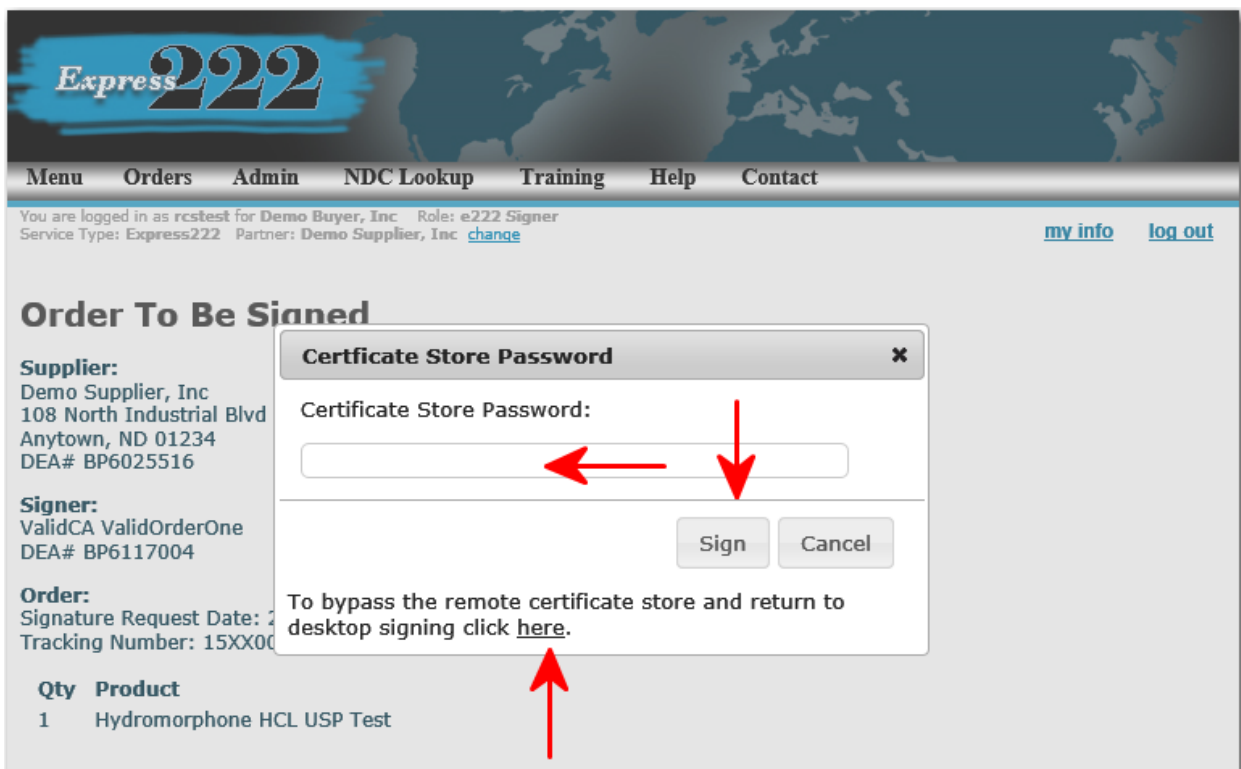 Express 222
Menu Orders Admin NDC Lookup Training Help Contact
You are logged in as rcstest for Demo Buyer, Inc Role: e222 Signer
Service Type: Express222 Partner: Demo Supplier, Inc change
my info log out
Order To Be Signed
Supplier:
Demo Supplier, Inc
108 North Industrial Blvd
Anytown, ND 01234
DEA# BP6025516
Signer:
ValidCA ValidOrderOne
DEA# BP6117004
Order:
Signature Request Date: 2
Tracking Number: 15XX00
Qty Product
1 Hydromorphone HCL USP Test
Certficate Store Password
Certificate Store Password:
Sign Cancel
To bypass the remote certificate store and return to
desktop signing click here.